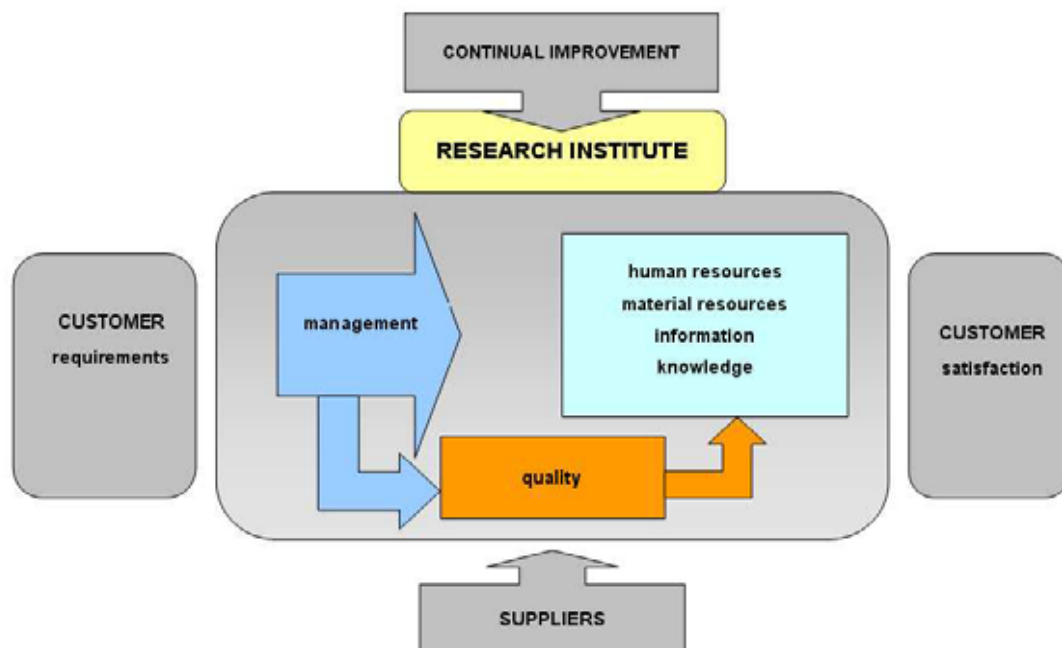 CONTINUAL IMPROVEMENT
RESEARCH INSTITUTE
CUSTOMER
requirements
management
human resources
material resources
information
knowledge
quality
CUSTOMER
satisfaction
SUPPLIERS